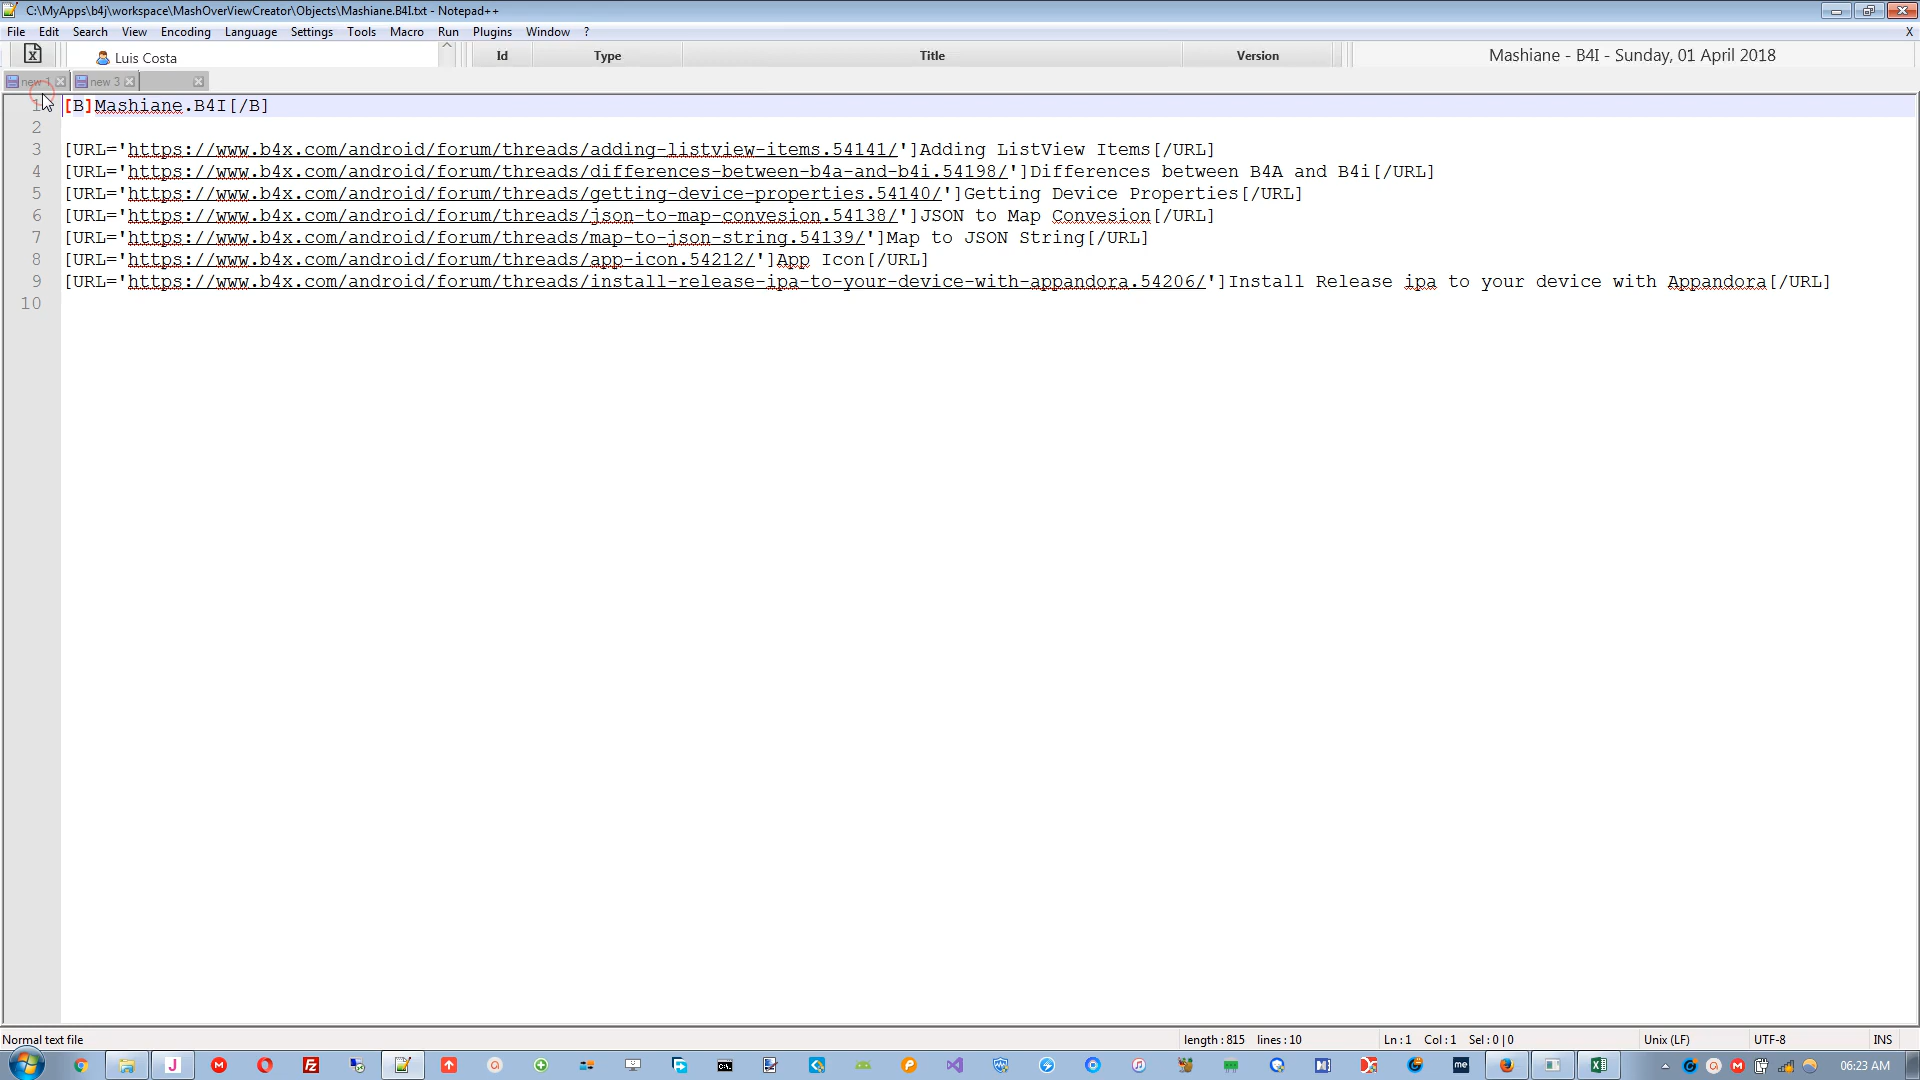 C:\MyApps\b4j\workspace\MashOverViewCreator\Objects\Mashiane.B4I.txt - Notepad++
File Edit Search View Encoding Language Settings Tools Macro Run Plugins Window ? X
Luis Costa Id Type Title Version Mashiane - B4I - Sunday, 01 April 2018
new 1 new 3
1 [B]Mashiane.B4I[/B]
2
3 [URL='https://www.b4x.com/android/forum/threads/adding-listview-items.54141/']Adding ListView Items[/URL]
4 [URL='https://www.b4x.com/android/forum/threads/differences-between-b4a-and-b4i.54198/']Differences between B4A and B4i[/URL]
5 [URL='https://www.b4x.com/android/forum/threads/getting-device-properties.54140/']Getting Device Properties[/URL]
6 [URL='https://www.b4x.com/android/forum/threads/json-to-map-convesion.54138/']JSON to Map Convesion[/URL]
7 [URL='https://www.b4x.com/android/forum/threads/map-to-json-string.54139/']Map to JSON String[/URL]
8 [URL='https://www.b4x.com/android/forum/threads/app-icon.54212/']App Icon[/URL]
9 [URL='https://www.b4x.com/android/forum/threads/install-release-ipa-to-your-device-with-appandora.54206/']Install Release ipa to your device with Appandora[/URL]
10
Normal text file length : 815 lines : 10 Ln : 1 Col : 1 Sel : 0 | 0 Unix (LF) UTF-8 INS
06:23 AM